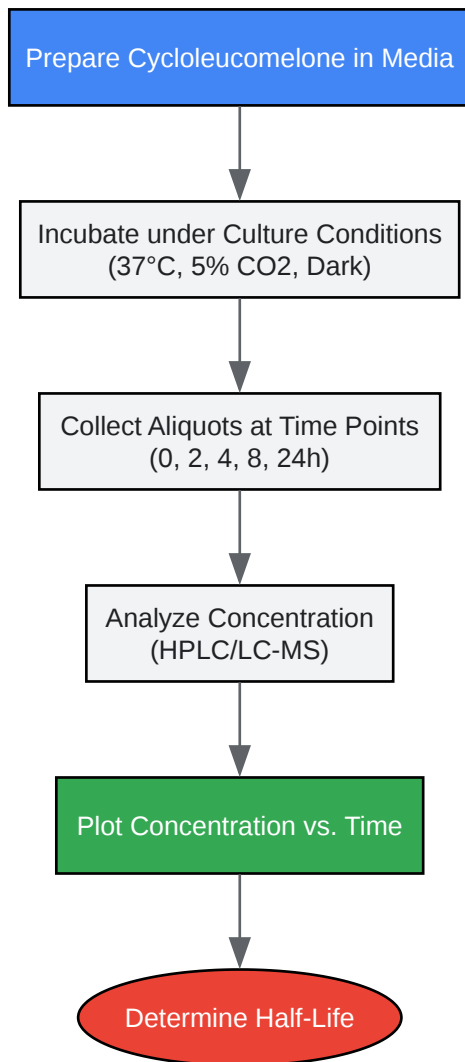 Prepare Cycloleucomelone in Media
Incubate under Culture Conditions
(37°C, 5% CO2, Dark)
Collect Aliquots at Time Points
(0, 2, 4, 8, 24h)
Analyze Concentration
(HPLC/LC-MS)
Plot Concentration vs. Time
Determine Half-Life